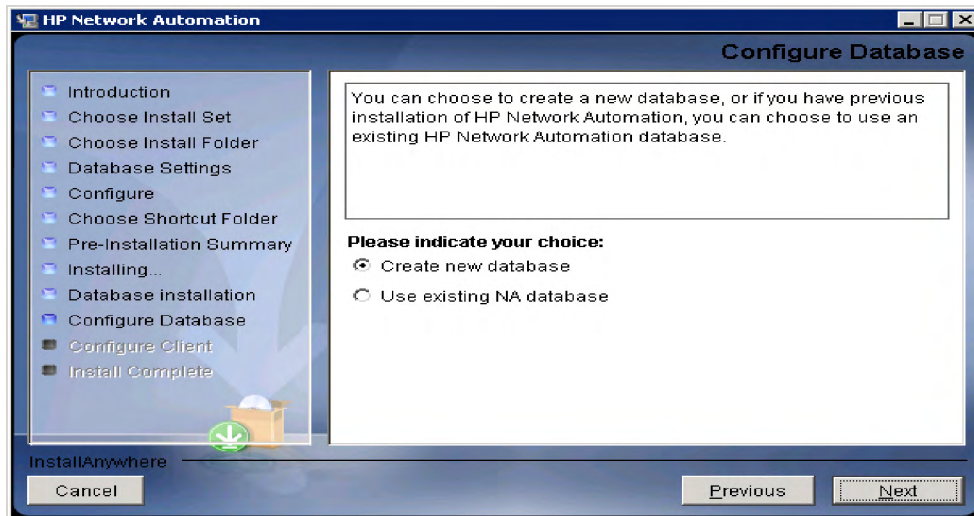 HP Network Automation
Configure Database
Introduction
Choose Install Set
Choose Install Folder
Database Settings
Configure
Choose Shortcut Folder
Pre-Installation Summary
Installing...
Database installation
Configure Database
Configure Client
Install Complete
You can choose to create a new database, or if you have previous
installation of HP Network Automation, you can choose to use an
existing HP Network Automation database.
Please indicate your choice:
Create new database
Use existing NA database
InstallAnywhere
Cancel
Previous
Next